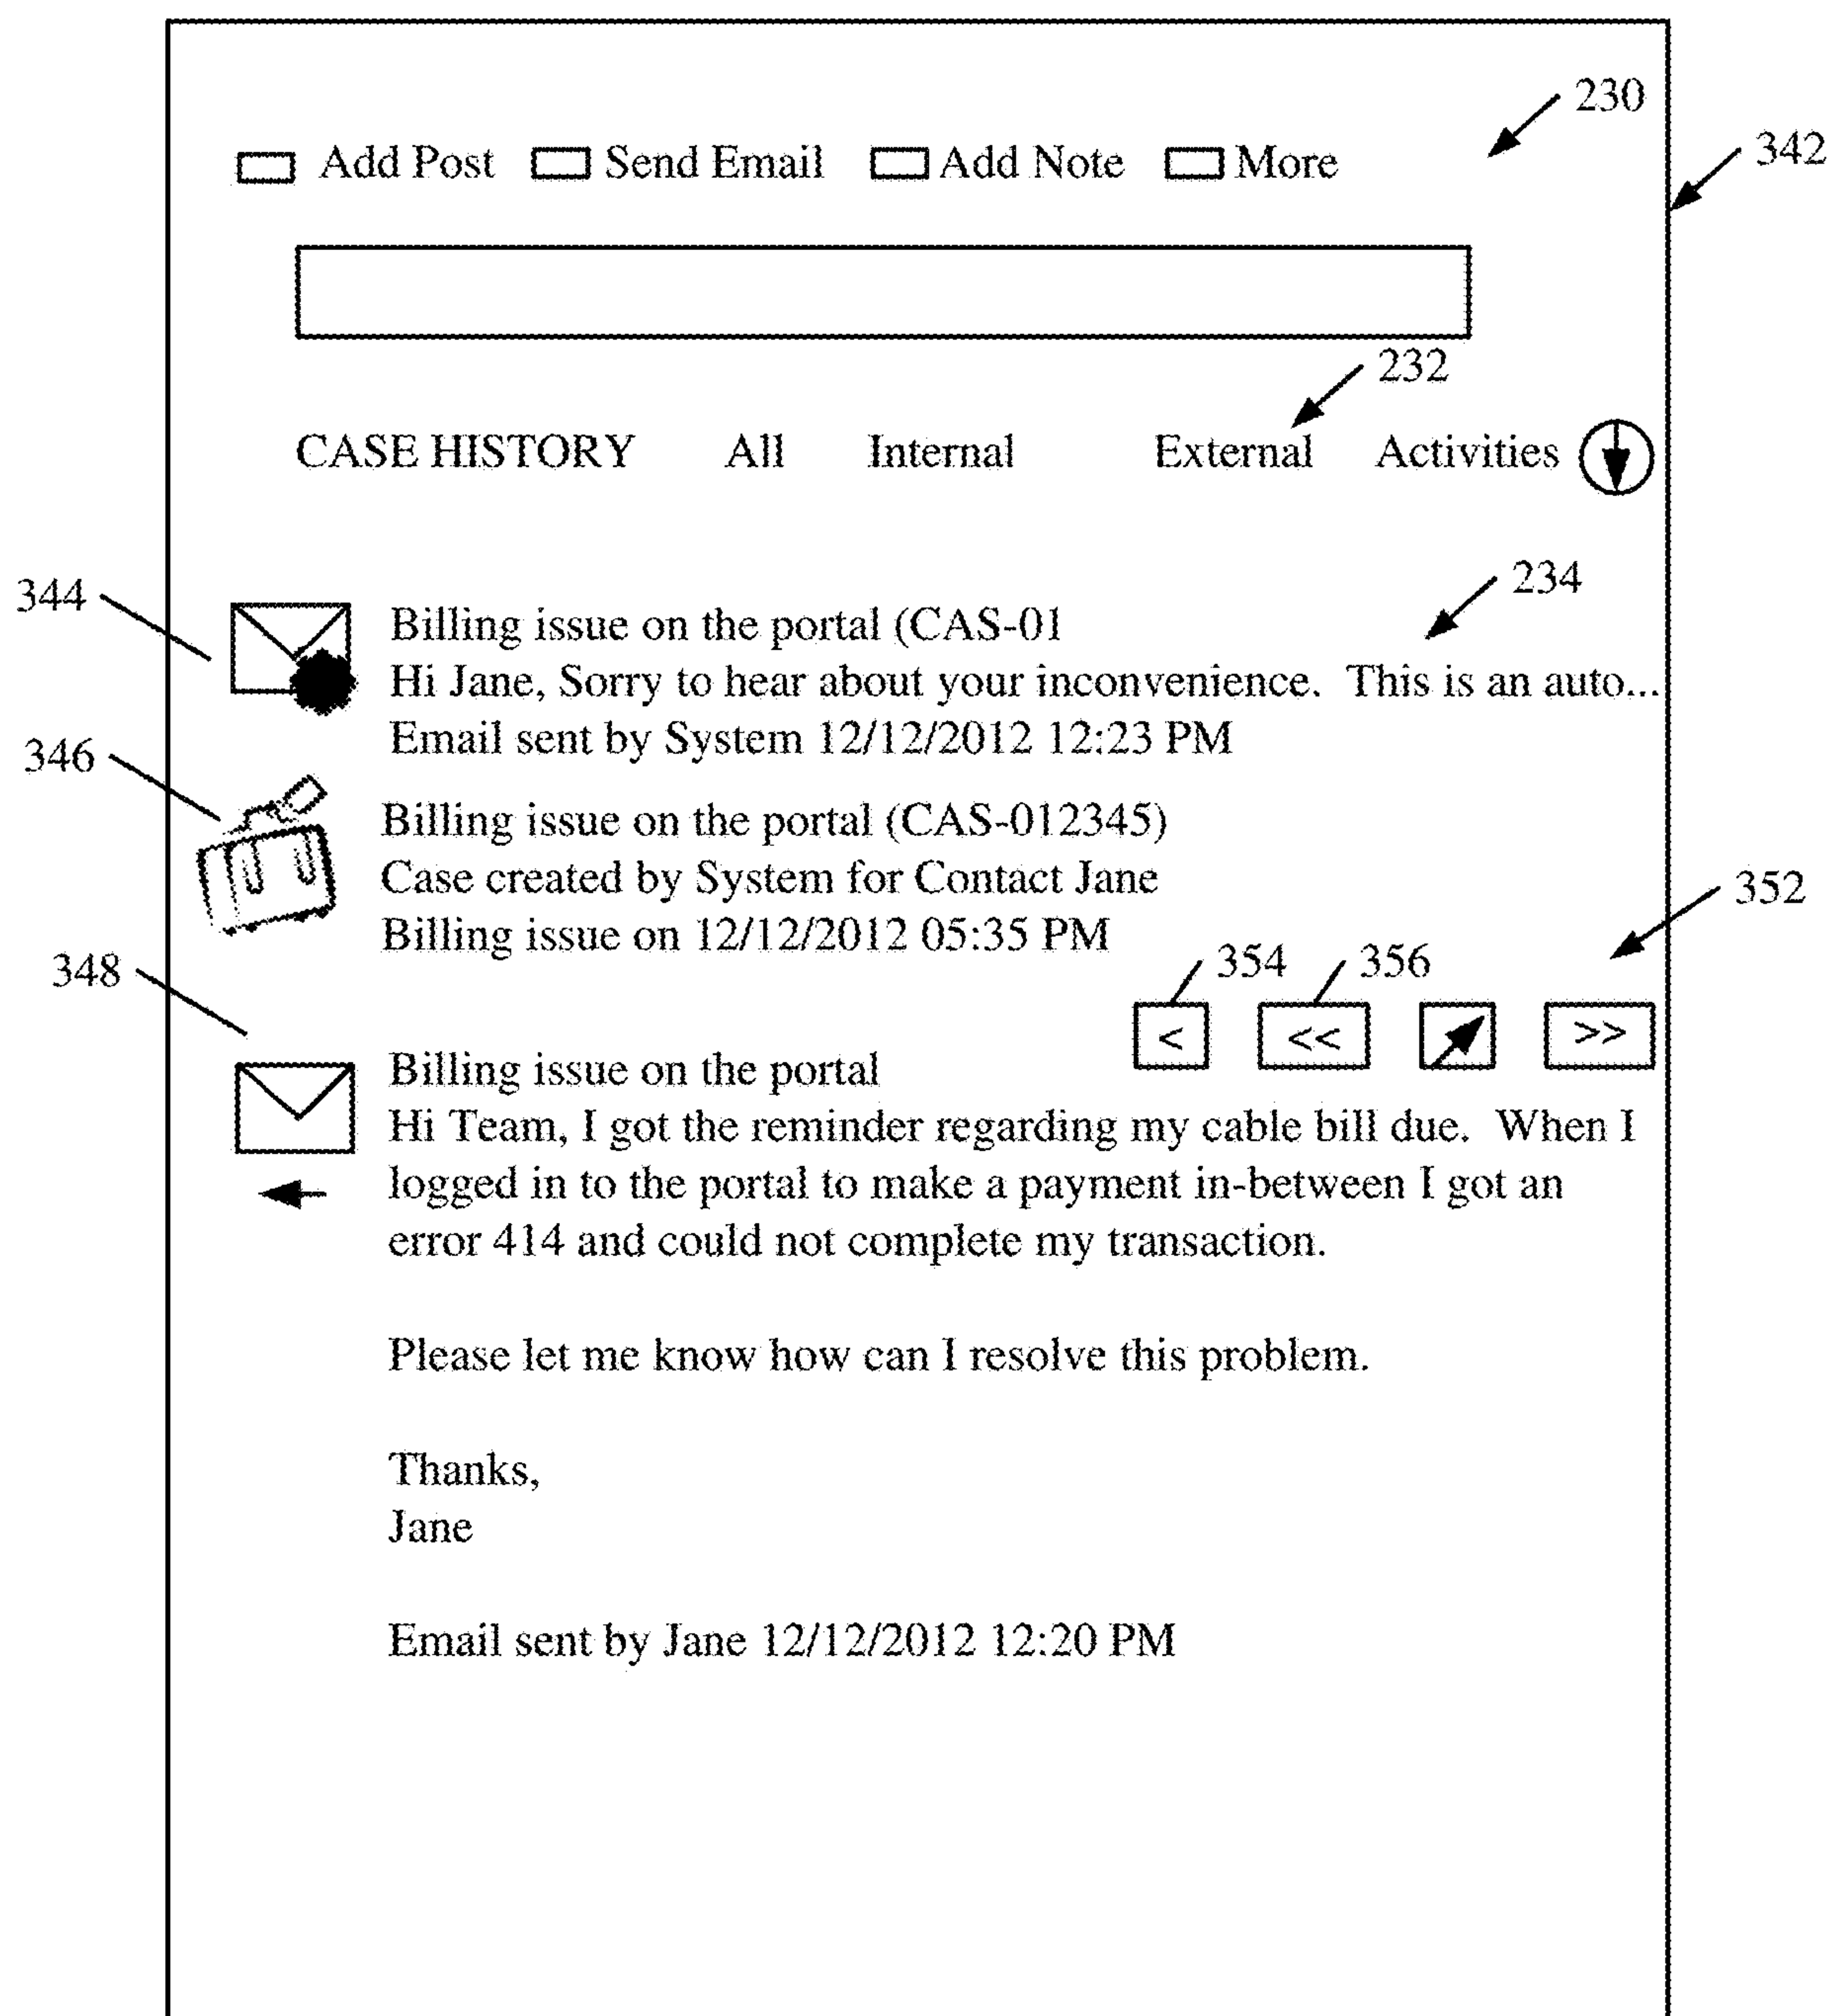 230
342
Add Post Send Email Add Note More
232
CASE HISTORY All Internal External Activities
234
344
Billing issue on the portal (CAS-01
Hi Jane, Sorry to hear about your inconvenience. This is an auto...
Email sent by System 12/12/2012 12:23 PM
346
Billing issue on the portal (CAS-012345)
Case created by System for Contact Jane
352
Billing issue on 12/12/2012 05:35 PM
348
354 356
< << >>
Billing issue on the portal
Hi Team, I got the reminder regarding my cable bill due. When I
logged in to the portal to make a payment in-between I got an
error 414 and could not complete my transaction.
Please let me know how can I resolve this problem.
Thanks,
Jane
Email sent by Jane 12/12/2012 12:20 PM